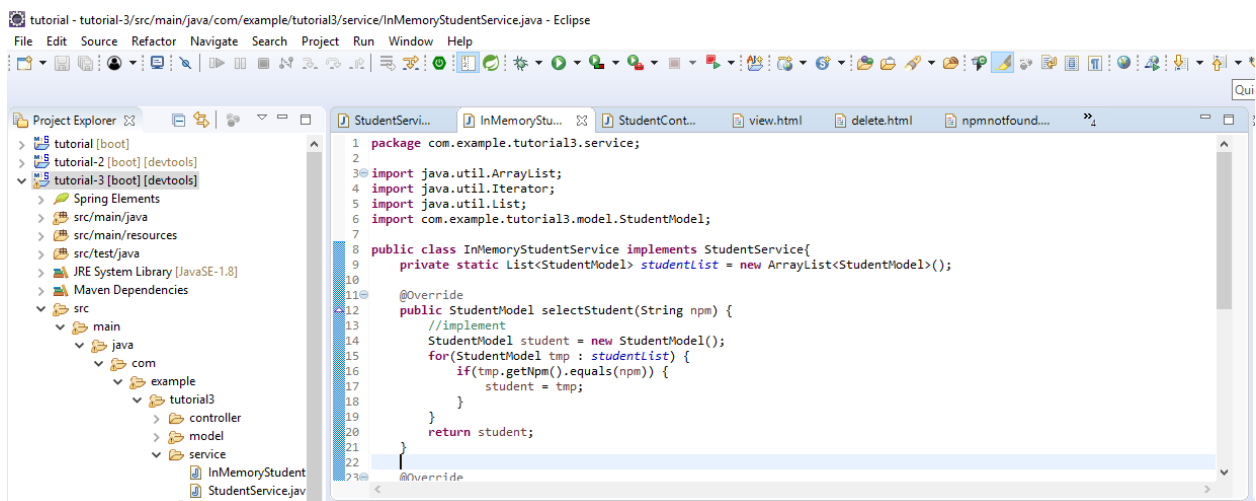 tutorial - tutorial-3/src/main/java/com/example/tutorial3/service/InMemoryStudentService.java - Eclipse
File Edit Source Refactor Navigate Search Project Run Window Help
Qui
Project Explorer
StudentServi... InMemoryStu... StudentCont... view.html delete.html npmnotfound.... »4
tutorial [boot]
tutorial-2 [boot] [devtools]
tutorial-3 [boot] [devtools]
Spring Elements
src/main/java
src/main/resources
src/test/java
JRE System Library [JavaSE-1.8]
Maven Dependencies
src
main
java
com
example
tutorial3
controller
model
service
InMemoryStudent
StudentService.jav
1 package com.example.tutorial3.service;
2
3 import java.util.ArrayList;
4 import java.util.Iterator;
5 import java.util.List;
6 import com.example.tutorial3.model.StudentModel;
7
8 public class InMemoryStudentService implements StudentService{
9     private static List<StudentModel> studentList = new ArrayList<StudentModel>();
10
11     @Override
12     public StudentModel selectStudent(String npm) {
13         //implement
14         StudentModel student = new StudentModel();
15         for(StudentModel tmp : studentList) {
16             if(tmp.getNpm().equals(npm)) {
17                 student = tmp;
18             }
19         }
20         return student;
21     }
22
23     @Override